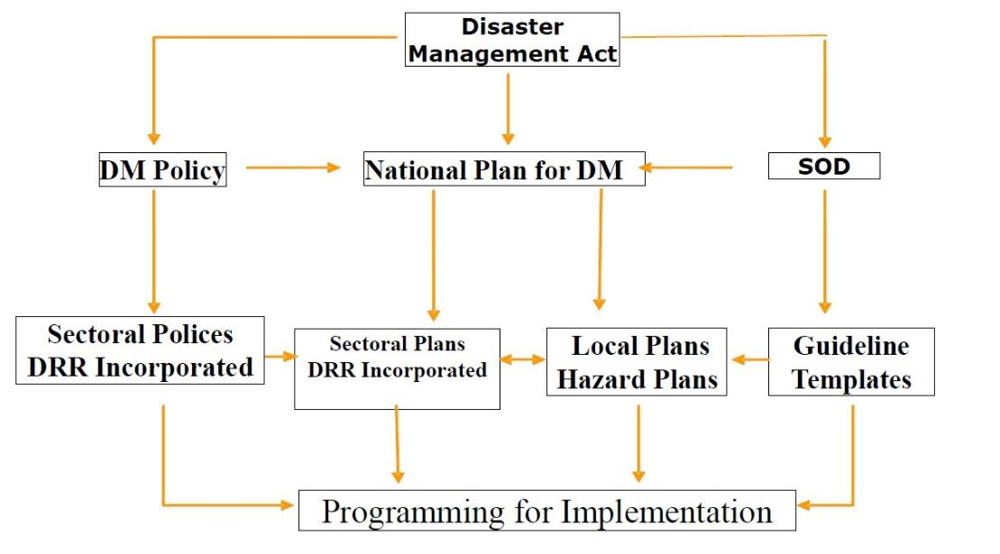 Disaster
Management Act
DM Policy
National Plan for DM
SOD
Sectoral Polices
DRR Incorporated
Sectoral Plans
DRR Incorporated
Local Plans
Hazard Plans
Guideline
Templates
Programming for Implementation